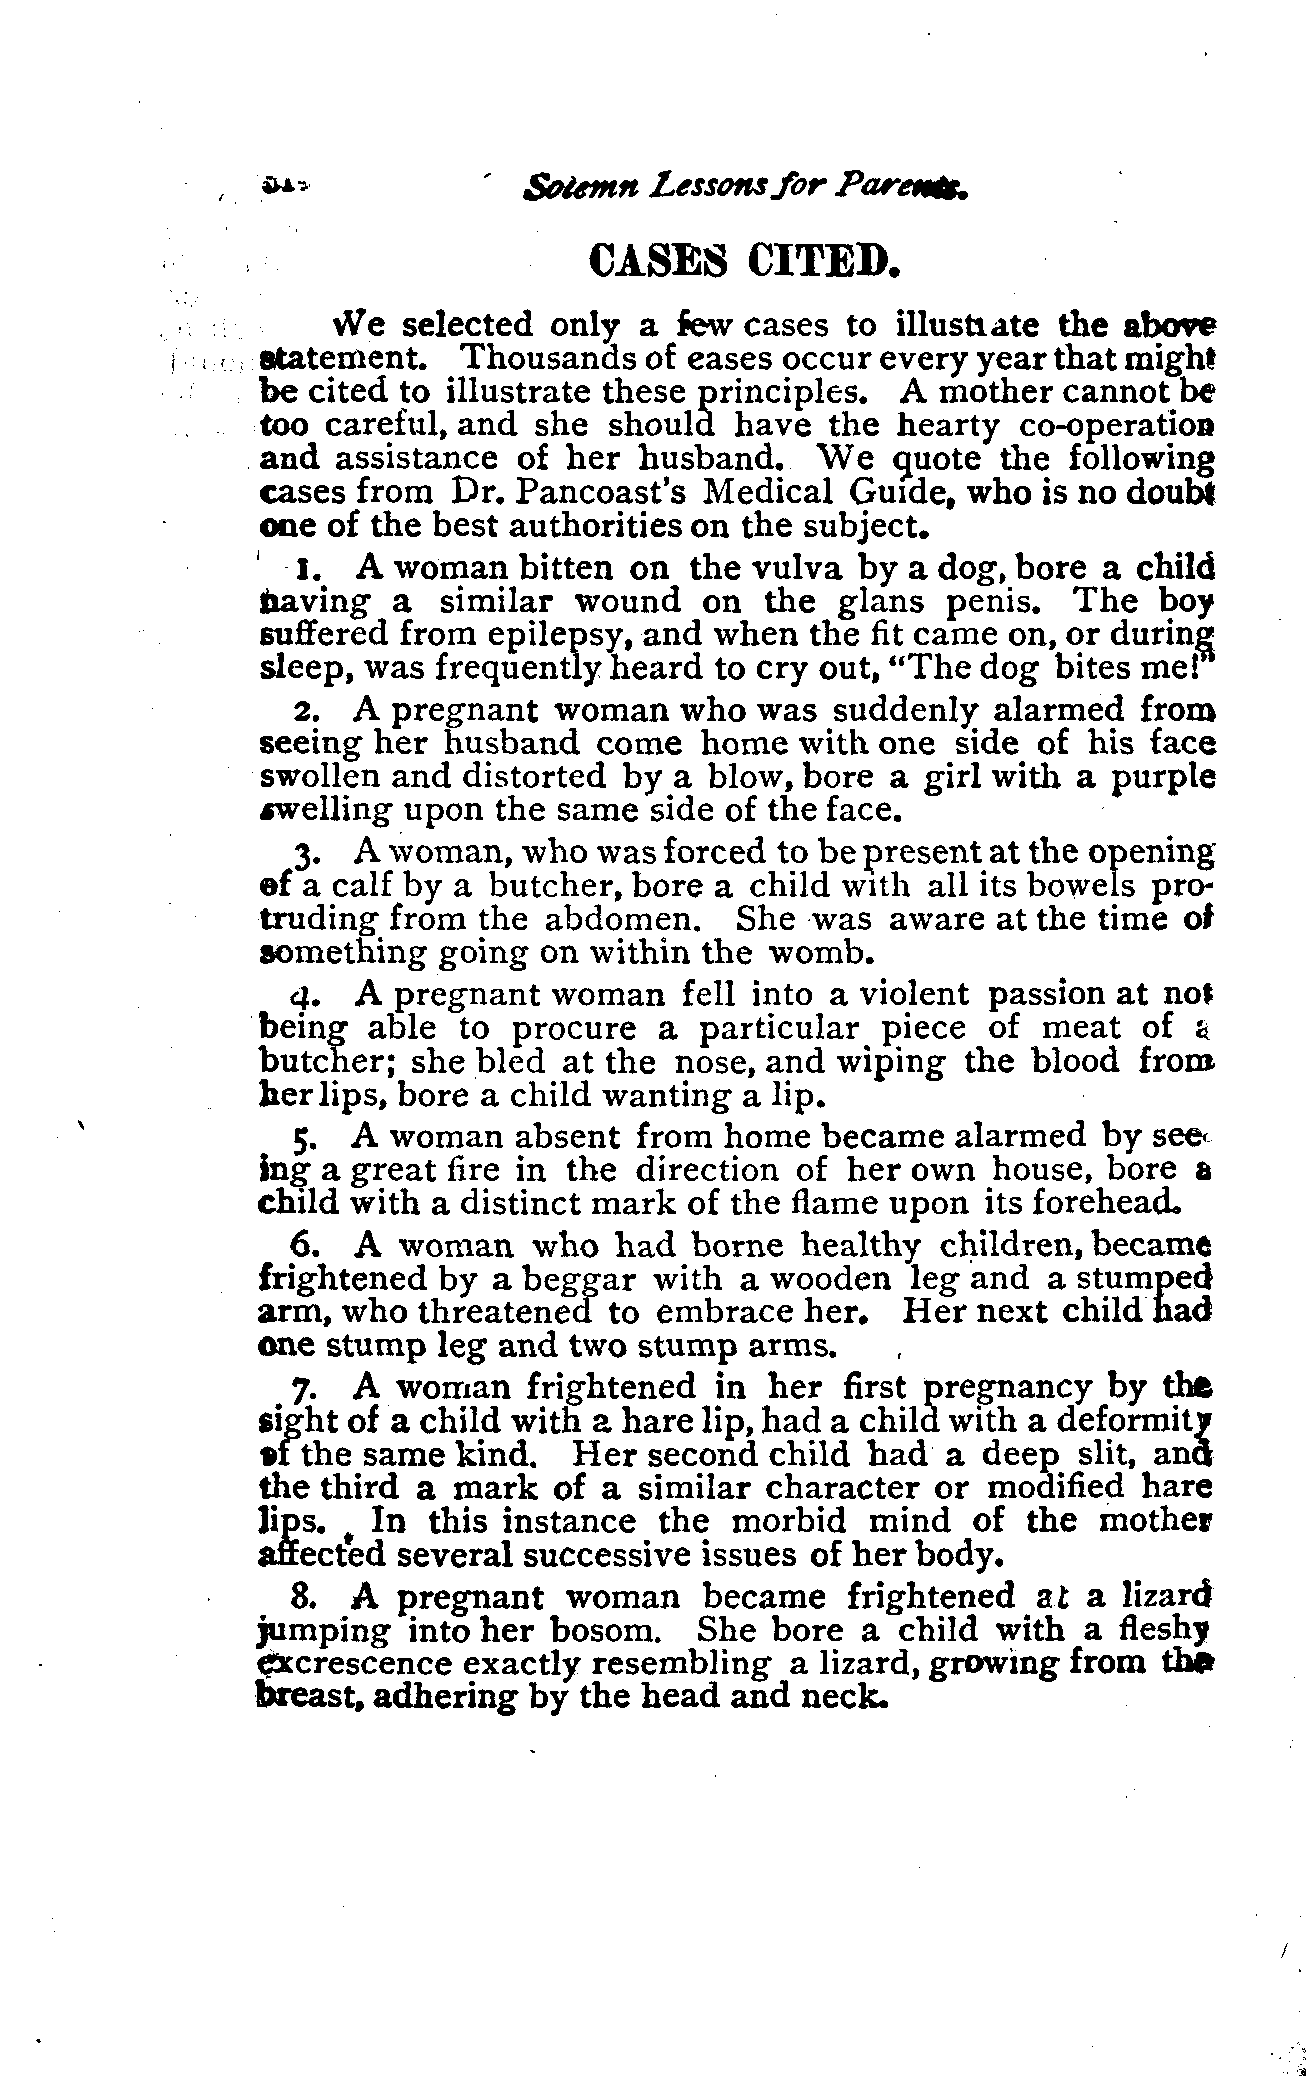 Solemn Lessons for Parents.
CASES CITED.
We selected only a few cases to illustrate the above
statement. Thousands of eases occur every year that might
be cited to illustrate these principles. A mother cannot be
too careful, and she should have the hearty co-operation
and assistance of her husband. We quote the following
cases from Dr. Pancoast's Medical Guide, who is no doubt
one of the best authorities on the subject.
1. A woman bitten on the vulva by a dog, bore a child
having a similar wound on the glans penis. The boy
suffered from epilepsy, and when the fit came on, or during
sleep, was frequently heard to cry out, "The dog bites me!"
2. A pregnant woman who was suddenly alarmed from
seeing her husband come home with one side of his face
swollen and distorted by a blow, bore a girl with a purple
swelling upon the same side of the face.
3. A woman, who was forced to be present at the opening
of a calf by a butcher, bore a child with all its bowels pro-
truding from the abdomen. She was aware at the time of
something going on within the womb.
4. A pregnant woman fell into a violent passion at not
being able to procure a particular piece of meat of a
butcher; she bled at the nose, and wiping the blood from
her lips, bore a child wanting a lip.
5. A woman absent from home became alarmed by see-
ing a great fire in the direction of her own house, bore a
child with a distinct mark of the flame upon its forehead.
6. A woman who had borne healthy children, became
frightened by a beggar with a wooden leg and a stumped
arm, who threatened to embrace her. Her next child had
one stump leg and two stump arms.
7. A woman frightened in her first pregnancy by the
sight of a child with a hare lip, had a child with a deformity
of the same kind. Her second child had a deep slit, and
the third a mark of a similar character or modified hare
lips. In this instance the morbid mind of the mother
affected several successive issues of her body.
8. A pregnant woman became frightened at a lizard
jumping into her bosom. She bore a child with a fleshy
excrescence exactly resembling a lizard, growing from the
breast, adhering by the head and neck.